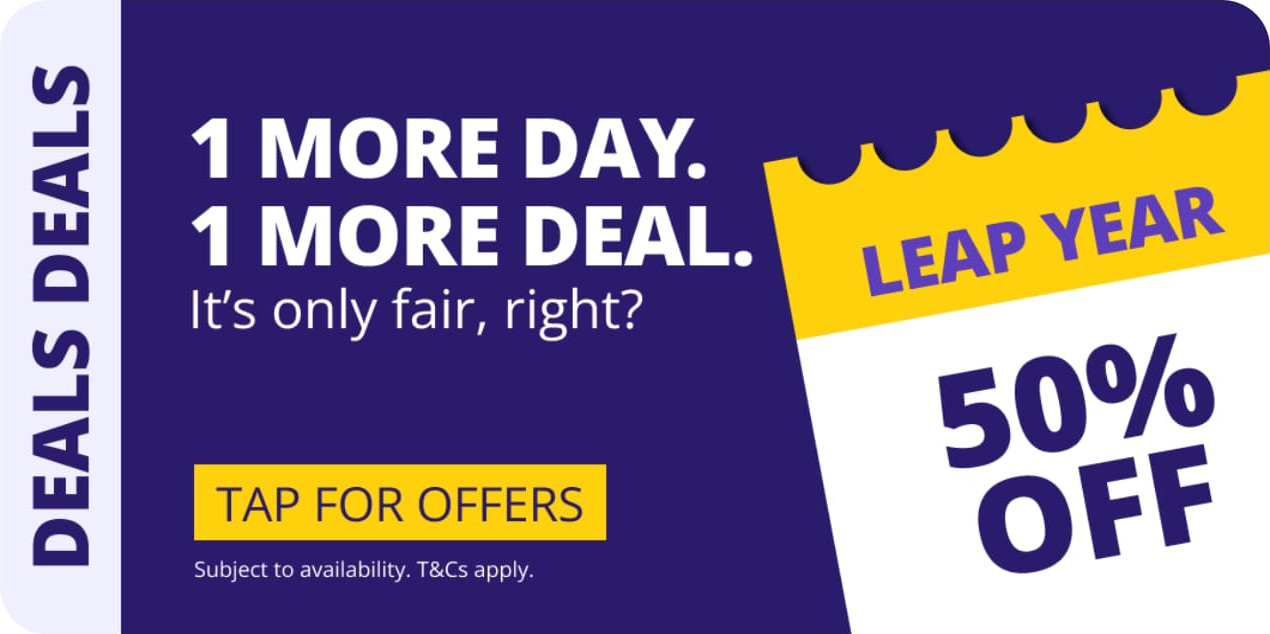 DEALS DEALS
1 MORE DAY.
1 MORE DEAL.
It's only fair, right?
TAP FOR OFFERS
Subject to availability. T&Cs apply.
LEAP YEAR
50%
OFF